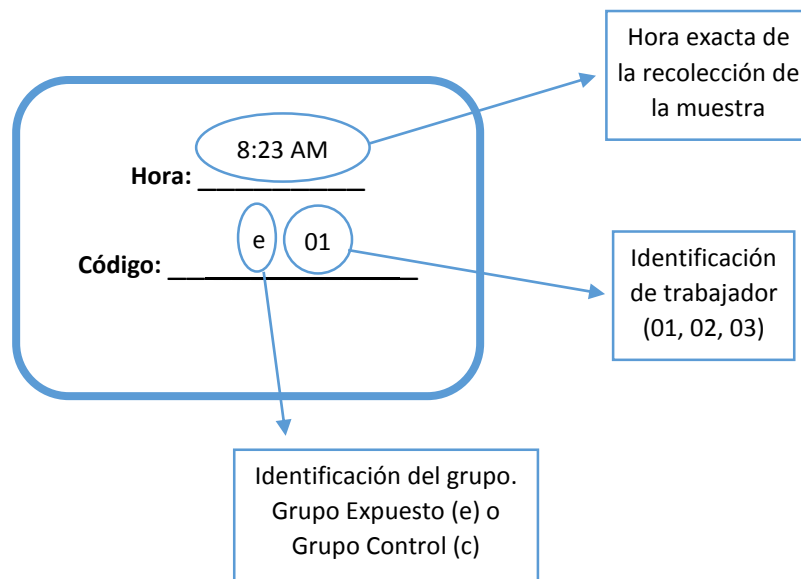 Hora exacta de
la recolección de
la muestra
8:23 AM
Hora: ____________
e 01
Código: __________________
Identificación
de trabajador
(01, 02, 03)
Identificación del grupo.
Grupo Expuesto (e) o
Grupo Control (c)